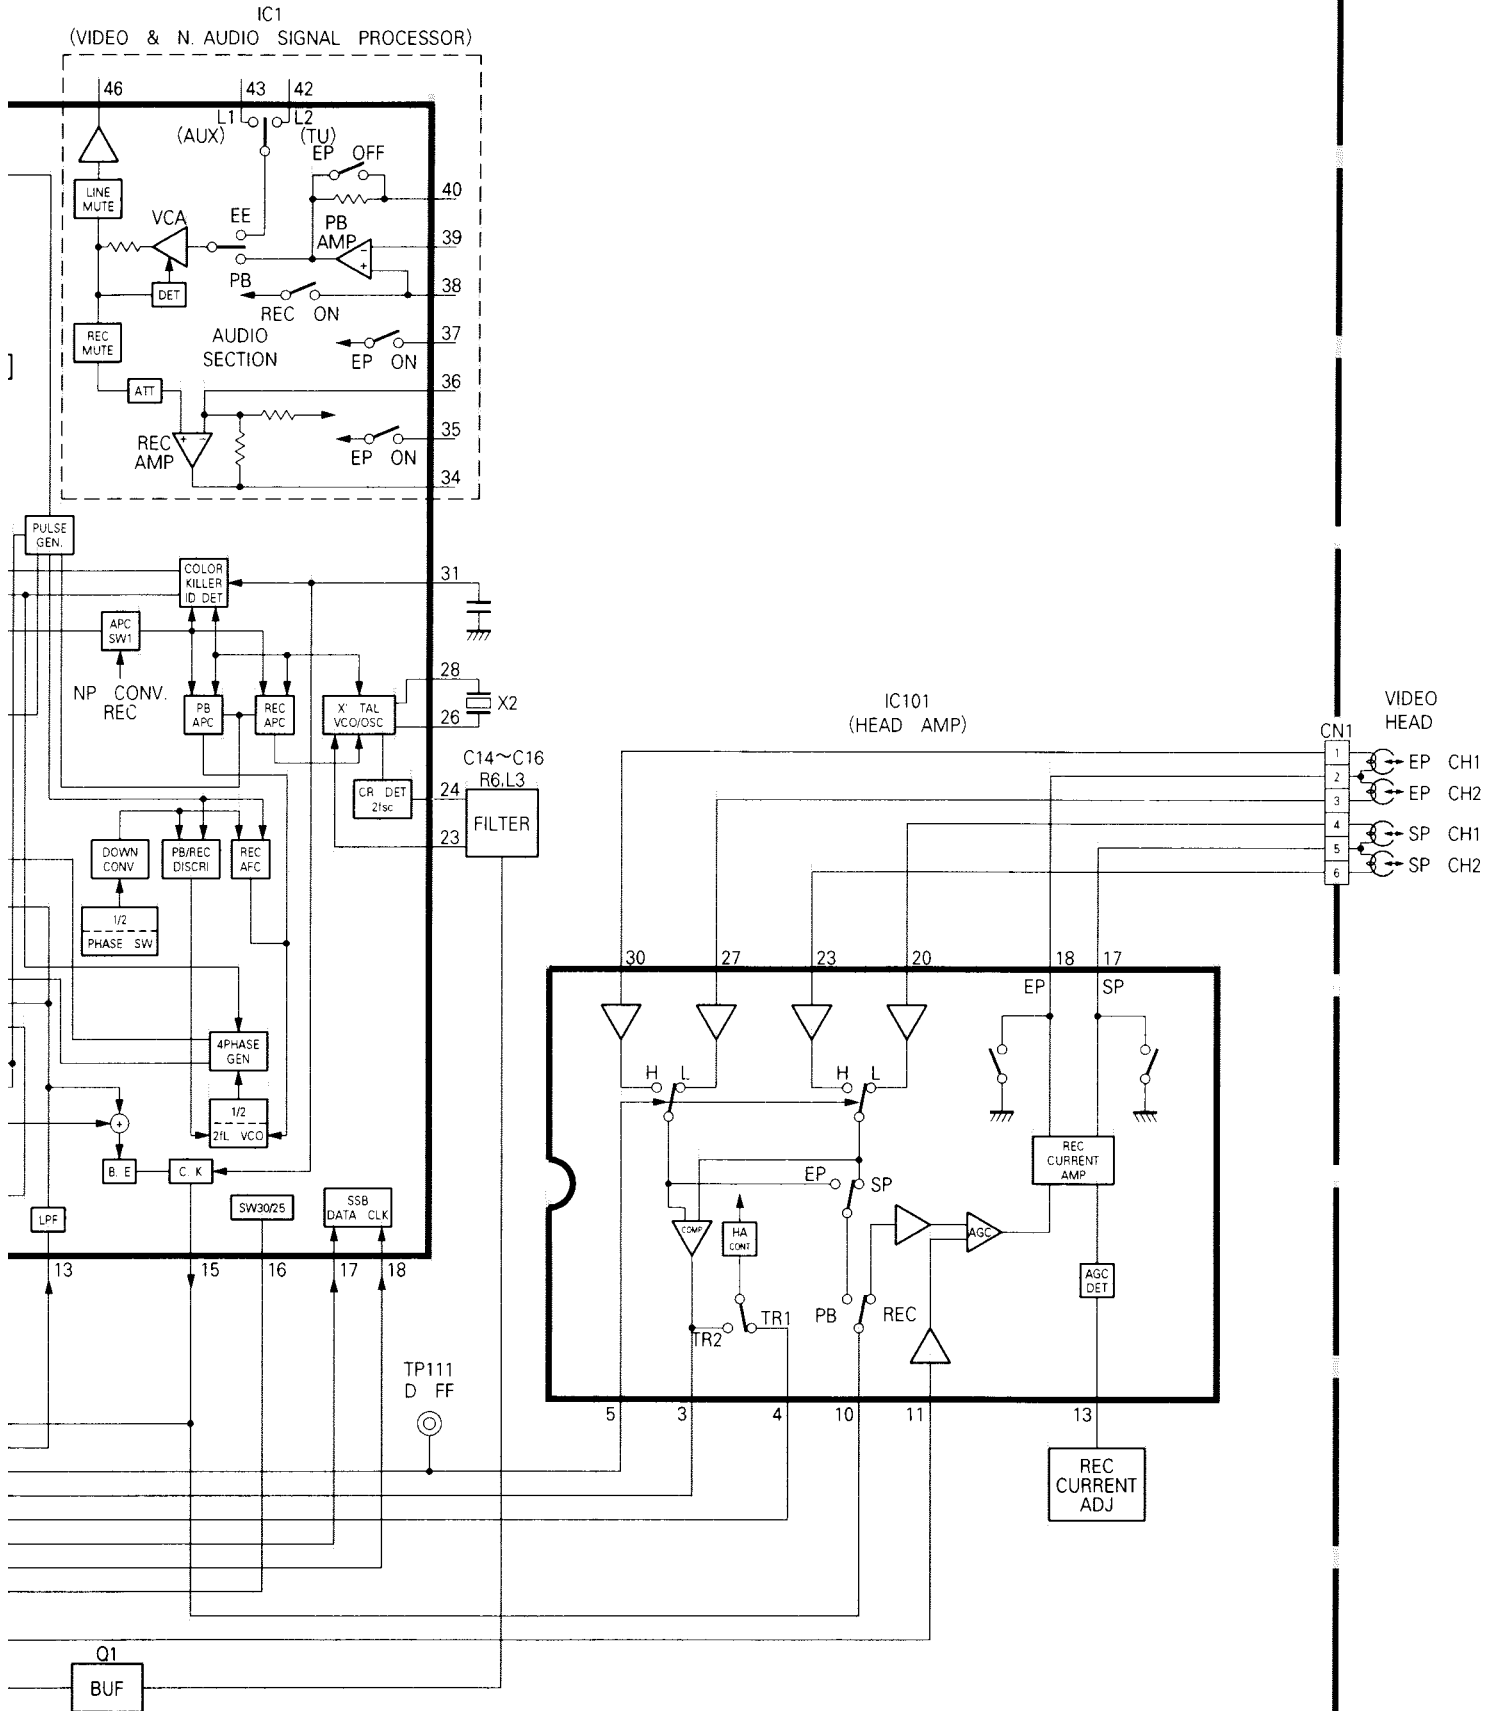 IC1
(VIDEO & N. AUDIO SIGNAL PROCESSOR)
46
43
42
L1
L2
(AUX)
(TU)
EP OFF
40
LINE
MUTE
VCA
EE
PB
AMP
39
-
+
38
PB
DET
REC ON
37
REC
MUTE
AUDIO
SECTION
EP ON
36
ATT
35
+ -
REC
AMP
EP ON
34
PULSE
GEN.
COLOR
KILLER
ID DET
31
APC
SW1
NP CONV.
REC
28
PB
APC
REC
APC
X' TAL
VCO/OSC
X2
26
C14~C16
R6,L3
CR DET
2fsc
24
FILTER
23
DOWN
CONV
PB/REC
DISCRI
REC
AFC
1/2
PHASE SW
4PHASE
GEN
1/2
2fL VCO
+
B. E
C. K
LPF
SW30/25
SSB
DATA CLK
13
15
16
17
18
IC101
(HEAD AMP)
VIDEO
HEAD
CN1
1
2
3
4
5
6
EP CH1
EP CH2
SP CH1
SP CH2
30
27
23
20
18
17
EP
SP
H L
H L
REC
CURRENT
AMP
EP
SP
COMP
HA
CONT
AGC
AGC
DET
TR2
TR1
PB
REC
5
3
4
10
11
13
TP111
D FF
REC
CURRENT
ADJ
Q1
BUF